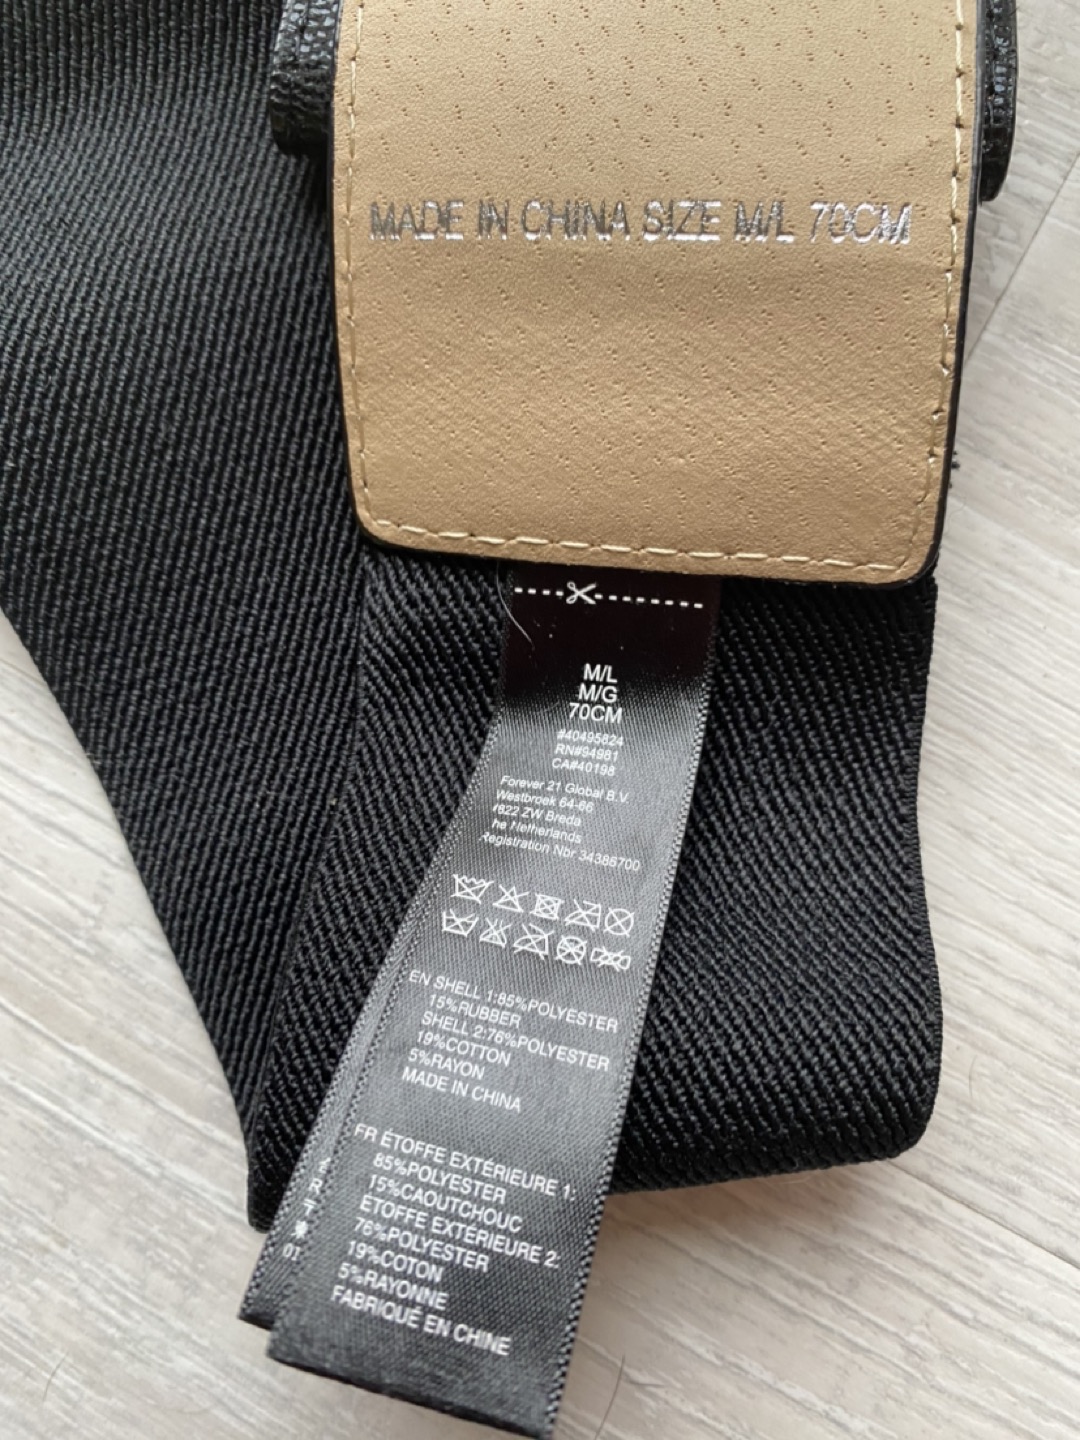 MADE IN CHINA SIZE M/L 70CM
M/L
M/G
70CM
#40495824
RN#94981
CA#40198
Forever 21 Global B.V.
Westbroek 64-66
4822 ZW Breda
he Netherlands
Registration Nbr 34386700
EN SHELL 1:85%POLYESTER
15%RUBBER
SHELL 2:76%POLYESTER
19%COTTON
5%RAYON
MADE IN CHINA
FR ÉTOFFE EXTÉRIEURE 1:
85%POLYESTER
15%CAOUTCHOUC
ÉTOFFE EXTÉRIEURE 2:
76%POLYESTER
19%COTON
5%RAYONNE
FABRIQUÉ EN CHINE
01